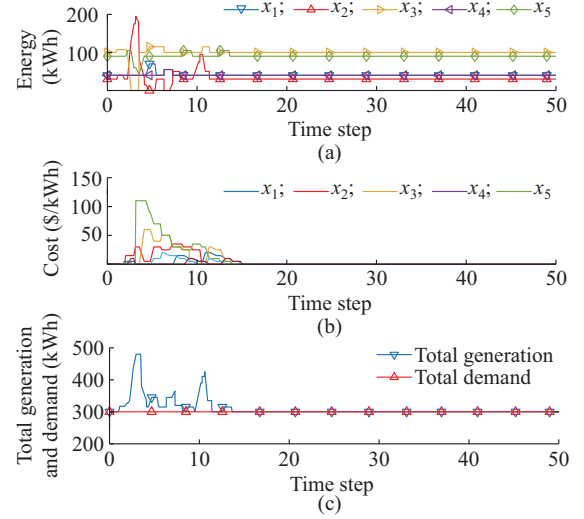 x₁; x₂; x₃; x₄; x₅
200
100
0
Energy
(kWh)
0 10 20 30 40 50
Time step
(a)
x₁; x₂; x₃; x₄; x₅
150
100
50
Cost ($/kWh)
0 10 20 30 40 50
Time step
(b)
500
400
300
200
Total generation
and demand (kWh)
Total generation
Total demand
0 10 20 30 40 50
Time step
(c)